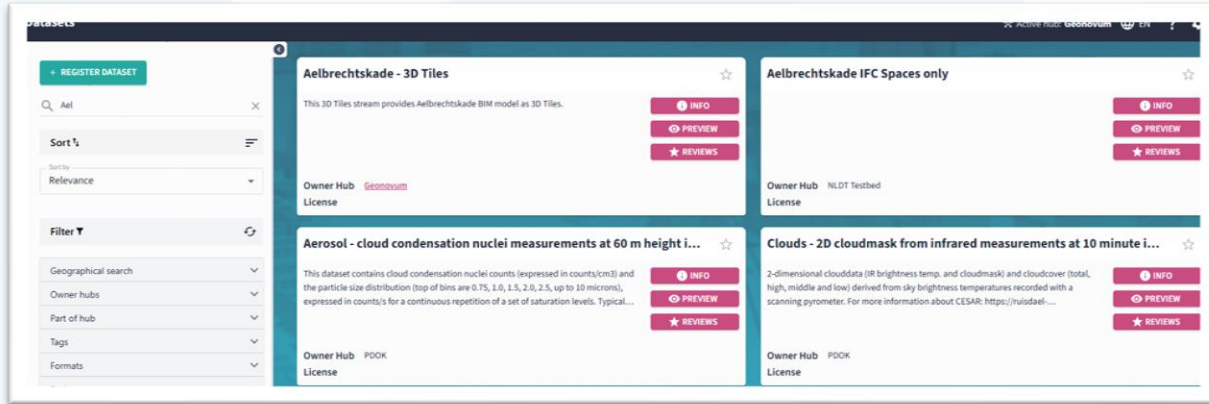 Datasets
Active hub: Geonovum EN ?
+ REGISTER DATASET
Ael
Sort
Sort by
Relevance
Filter
Geographical search
Owner hubs
Part of hub
Tags
Formats
Aelbrechtskade - 3D Tiles
This 3D Tiles stream provides Aelbrechtskade BIM model as 3D Tiles.
INFO
PREVIEW
REVIEWS
Owner Hub Geonovum
License
Aelbrechtskade IFC Spaces only
INFO
PREVIEW
REVIEWS
Owner Hub NLDT Testbed
License
Aerosol - cloud condensation nuclei measurements at 60 m height i...
This dataset contains cloud condensation nuclei counts (expressed in counts/cm3) and
the particle size distribution (top of bins are 0.75, 1.0, 1.5, 2.0, 2.5, up to 10 microns),
expressed in counts/s for a continuous repetition of a set of saturation levels. Typical...
INFO
PREVIEW
REVIEWS
Owner Hub PDOK
License
Clouds - 2D cloudmask from infrared measurements at 10 minute i...
2-dimensional clouddata (IR brightness temp. and cloudmask) and cloudcover (total,
high, middle and low) derived from sky brightness temperatures recorded with a
scanning pyrometer. For more information about CESAR: https://ruisdael-...
INFO
PREVIEW
REVIEWS
Owner Hub PDOK
License